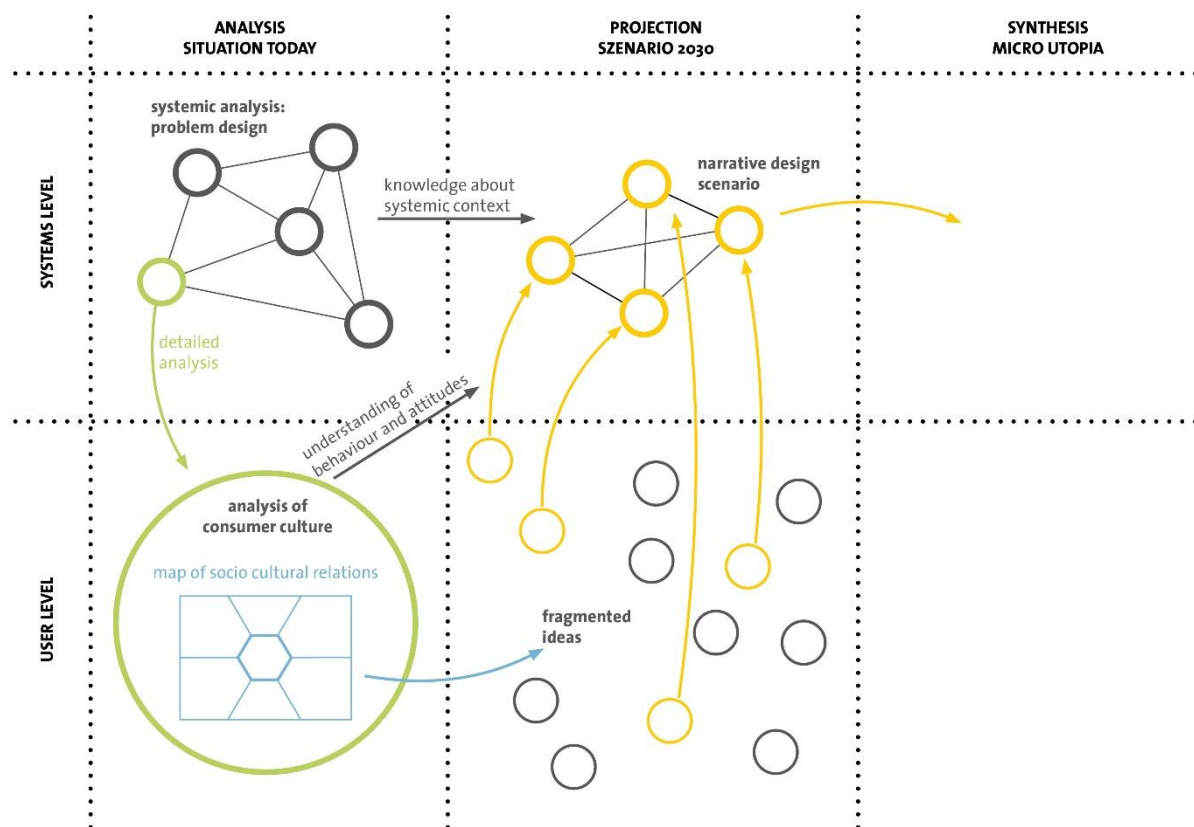 ANALYSIS
SITUATION TODAY
PROJECTION
SZENARIO 2030
SYNTHESIS
MICRO UTOPIA
SYSTEMS LEVEL
systemic analysis:
problem design
knowledge about
systemic context
narrative design
scenario
detailed
analysis
understanding of
behaviour and attitudes
USER LEVEL
analysis of
consumer culture
map of socio cultural relations
fragmented
ideas